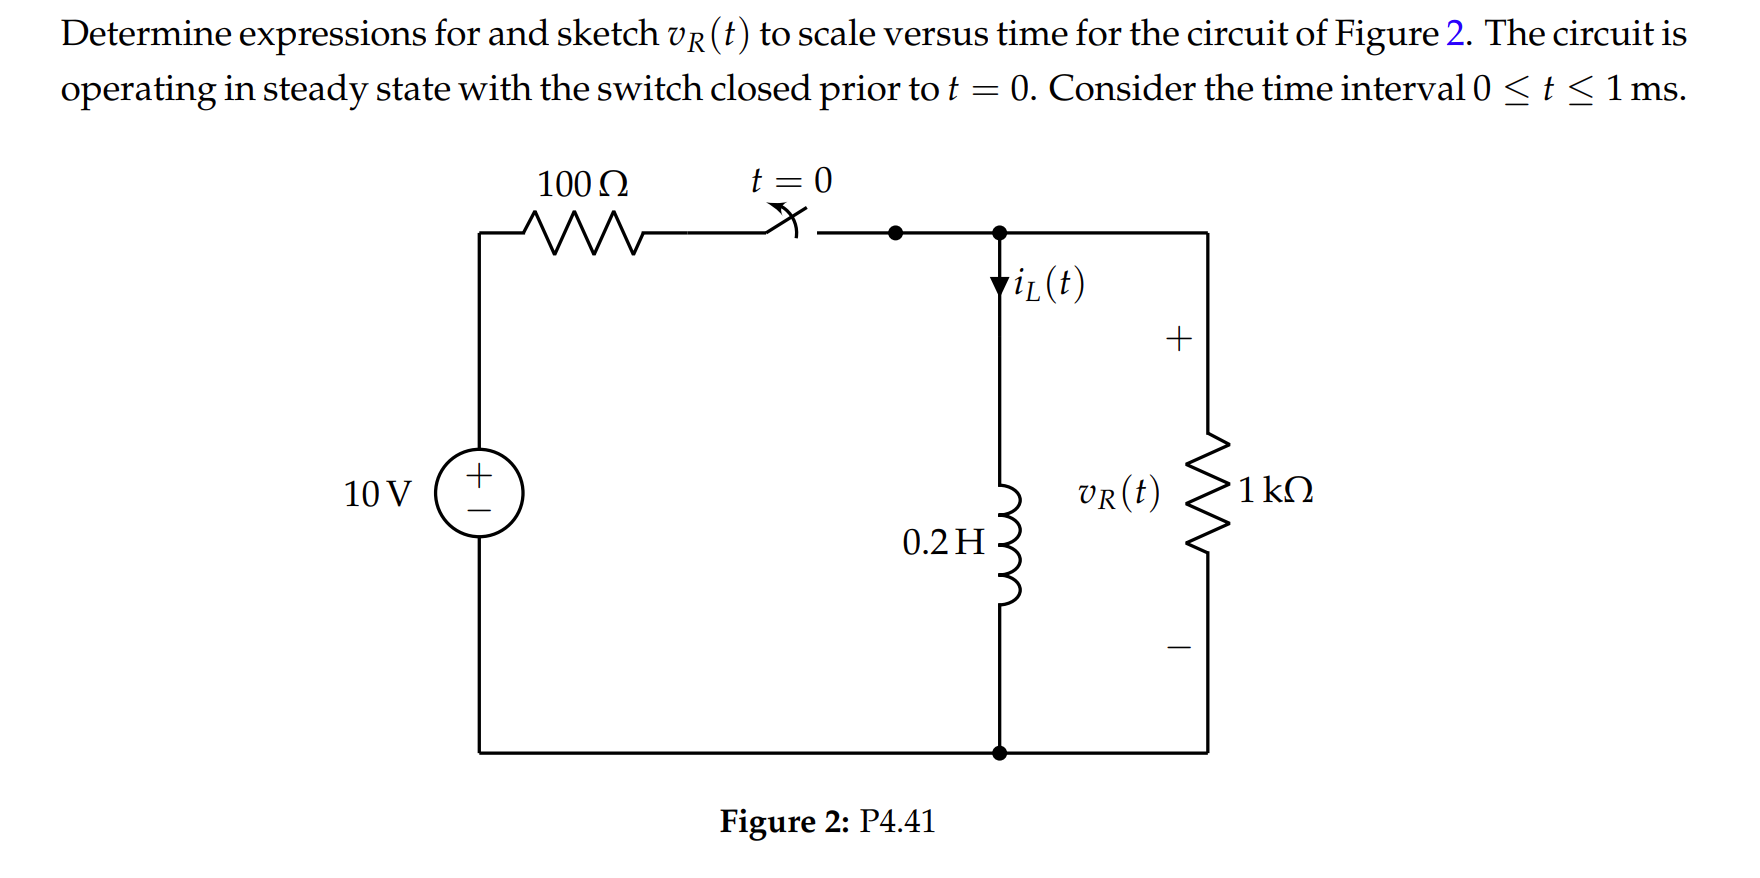 Determine expressions for and sketch v_R(t) to scale versus time for the circuit of Figure 2. The circuit is
operating in steady state with the switch closed prior to t = 0. Consider the time interval 0 ≤ t ≤ 1 ms.
100 Ω
t = 0
i_L(t)
+
10 V
+
−
v_R(t)
1 kΩ
0.2 H
−
Figure 2: P4.41